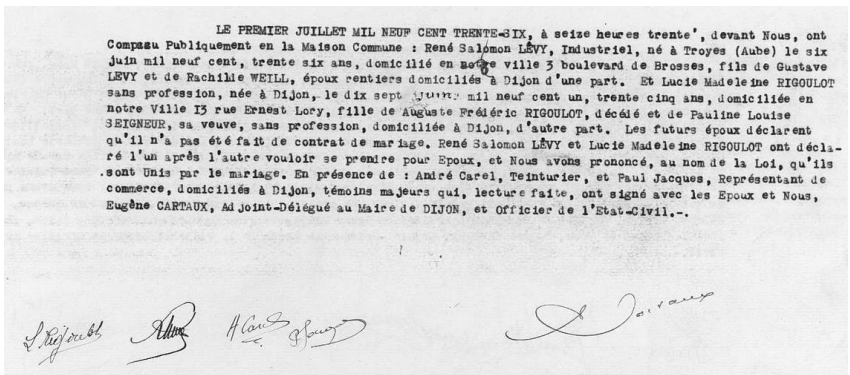 LE PREMIER JUILLET MIL NEUF CENT TRENTE-SIX, à seize heures trente', devant Nous, ont
Compazu Publiquement en la Maison Commune : René Salomon LÊVY, Industriel, né à Troyes (Aube) le six
juin mil neuf cent, trente six ans, domicilié en notre ville 3 boulevard de Brosses, fils de Gustave
LEVY et de Rachilde WEILL, époux rentiers domiciliés à Dijon d'une part. Et Lucie Madeleine RIGOULOT
sans profession, née à Dijon, le dix sept juin mil neuf cent un, trente cinq ans, domiciliée en
notre Ville 13 rue Ernest Lory, fille de Auguste Frédéric RIGOULOT, décédé et de Pauline Louise
SEIGNEUR, sa veuve, sans profession, domiciliée à Dijon, d'autre part. Les futurs époux déclarent
qu'il n'a pas été fait de contrat de mariage. René Salomon LÊVY et Lucie Madeleine RIGOULOT ont décla-
ré l'un après l'autre vouloir se prendre pour Epoux, et Nous avons prononcé, au nom de la Loi, qu'ils
sont Unis par le mariage. En présence de : André Carel, Teinturier, et Paul Jacques, Représentant de
commerce, domiciliés à Dijon, témoins majeurs qui, lecture faite, ont signé avec les Epoux et Nous,
Eugène CARTAUX, Adjoint-Délégué au Maire de DIJON, et Officier de l'Etat-Civil.-.
L Rigoulot A Carel